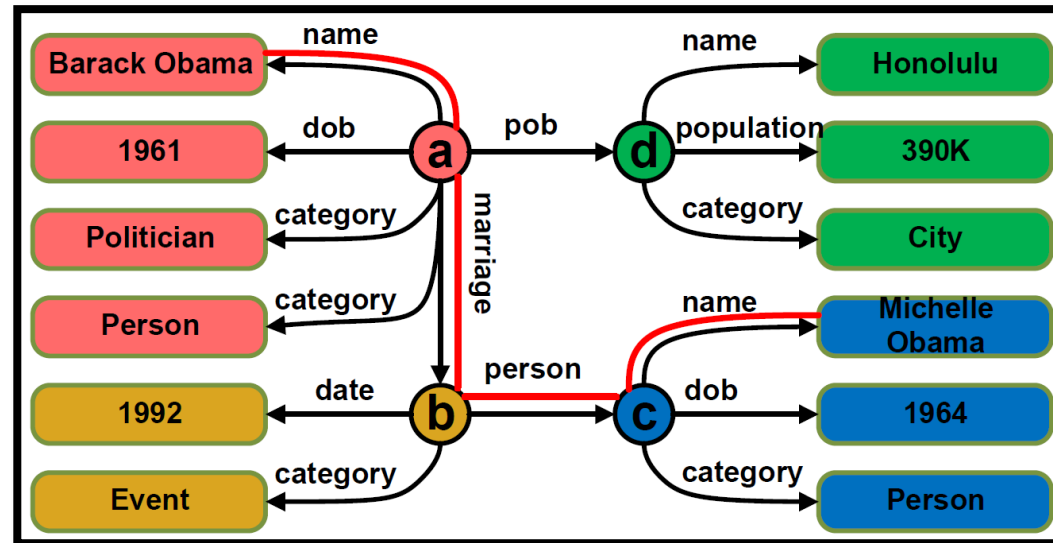 name
Barack Obama
dob
1961
a
pob
category
Politician
marriage
category
Person
name
Honolulu
d
population
390K
category
City
name
Michelle
Obama
person
date
1992
b
c
dob
1964
category
Event
category
Person